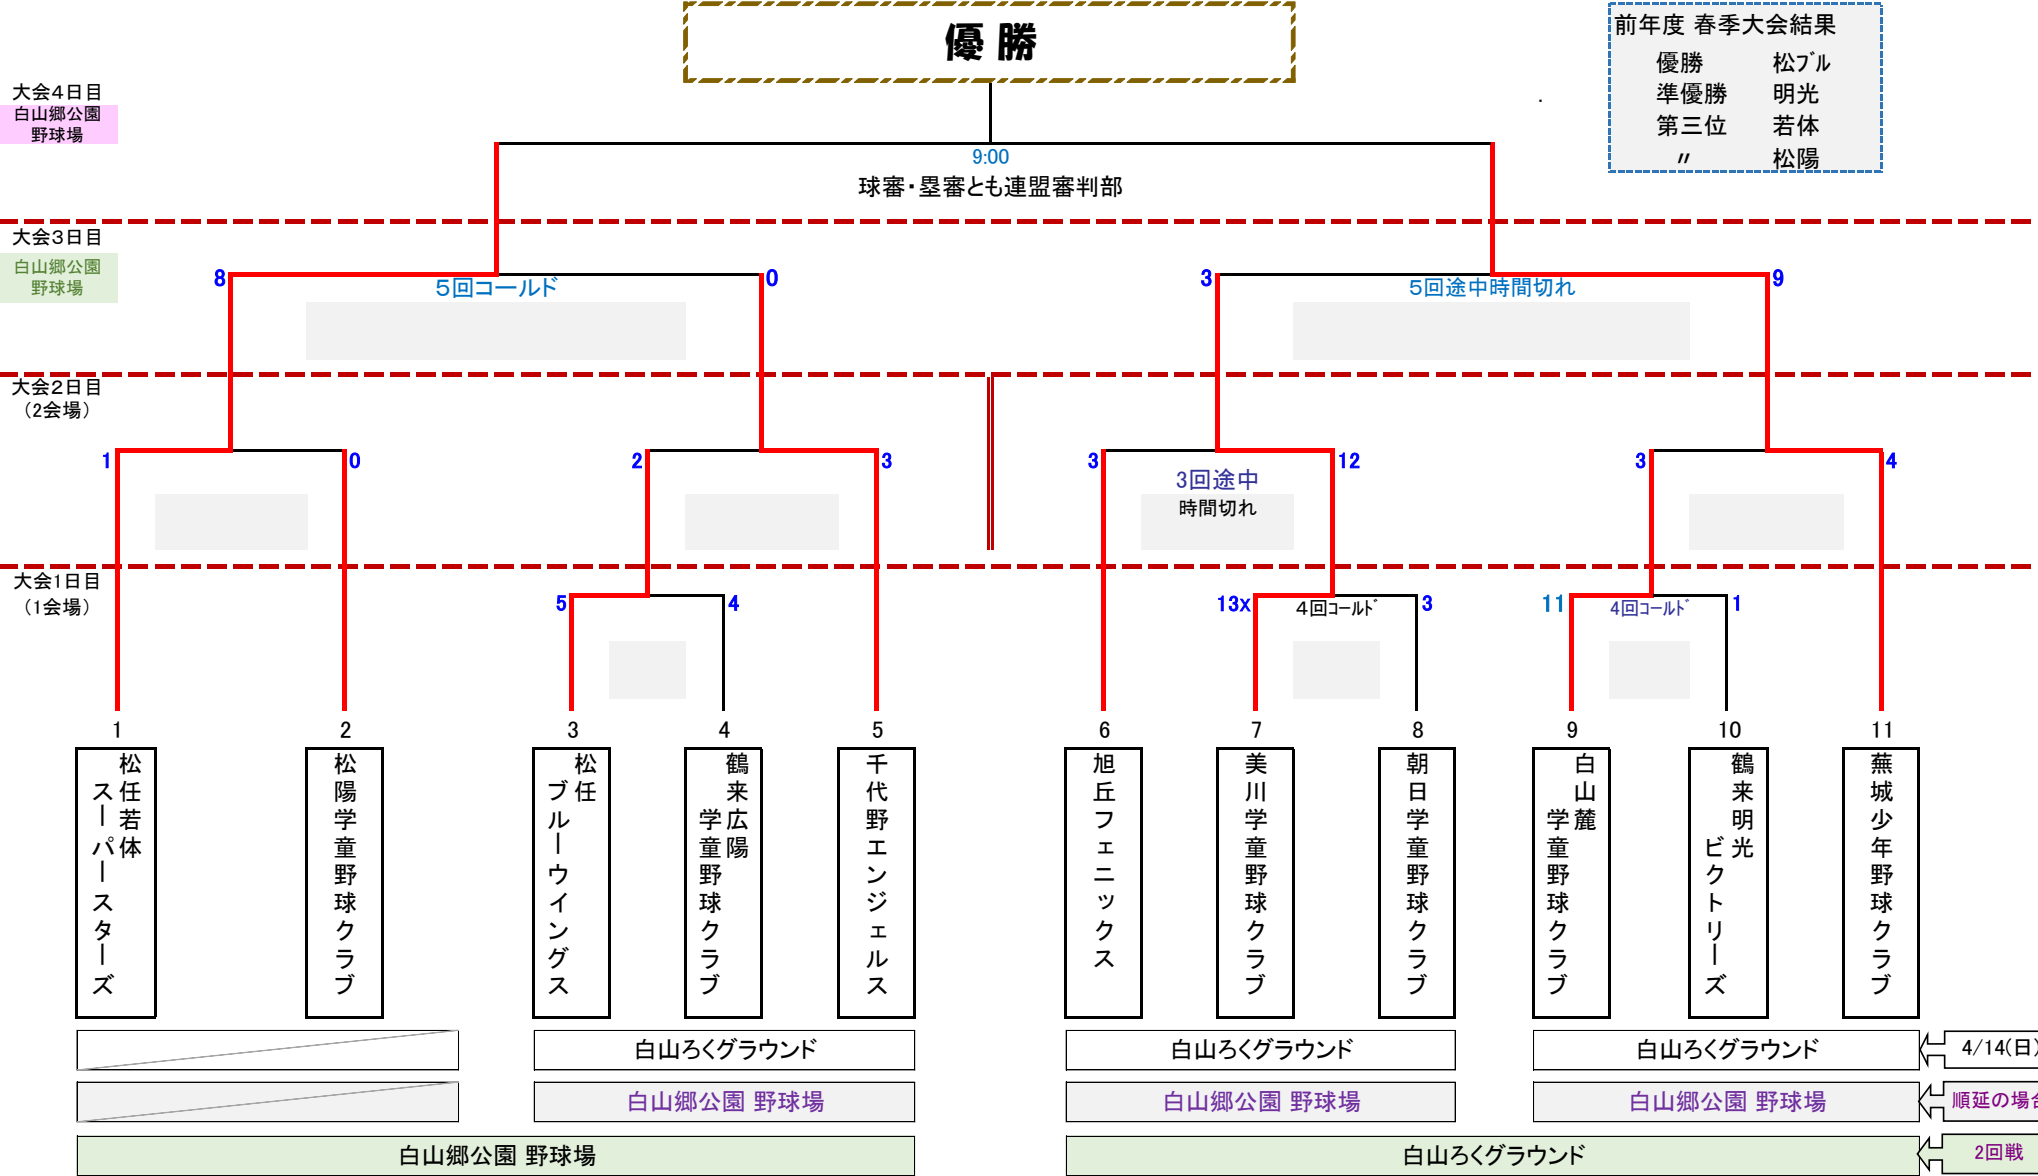 優勝
前年度 春季大会結果
優勝 松ﾌﾞﾙ
準優勝 明光
第三位 若体
〃 松陽
大会4日目
白山郷公園
野球場
9:00
球審・塁審とも連盟審判部
大会3日目
白山郷公園
野球場
8
5回コールド
0
3
5回途中時間切れ
9
大会2日目
(2会場)
1
0
2
3
3
3回途中
時間切れ
12
3
4
大会1日目
(1会場)
5
4
13x
4回ｺｰﾙﾄﾞ
3
11
4回ｺｰﾙﾄﾞ
1
1 2 3 4 5 6 7 8 9 10 11
松任若体
スーパースターズ
松陽学童野球クラブ
松任
ブルーウイングス
鶴来広陽
学童野球クラブ
千代野エンジェルス
旭丘フェニックス
美川学童野球クラブ
朝日学童野球クラブ
白山麓
学童野球クラブ
鶴来明光
ビクトリーズ
蕪城少年野球クラブ
白山ろくグラウンド 白山ろくグラウンド 白山ろくグラウンド 4/14(日)
白山郷公園 野球場 白山郷公園 野球場 白山郷公園 野球場 順延の場合
白山郷公園 野球場 白山ろくグラウンド 2回戦